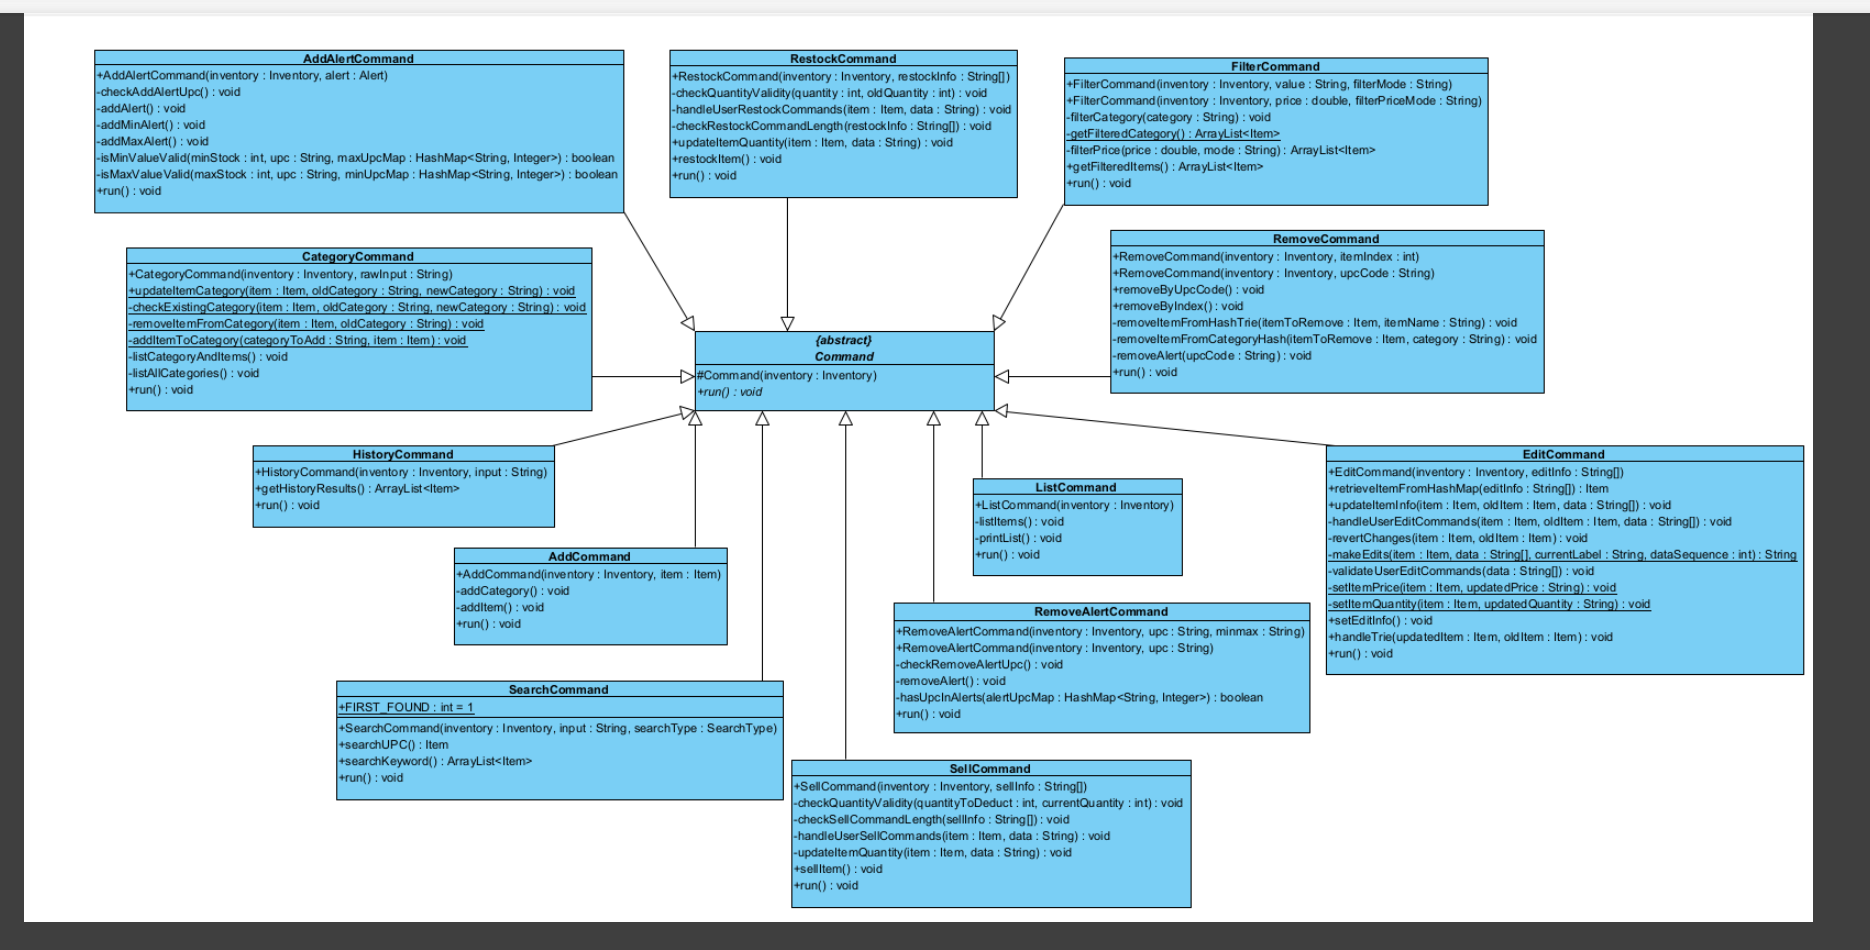 AddAlertCommand
+AddAlertCommand(inventory : Inventory, alert : Alert)
-checkAddAlertUpc() : void
-addAlert() : void
-addMinAlert() : void
-addMaxAlert() : void
-isMinValueValid(minStock : int, upc : String, maxUpcMap : HashMap<String, Integer>) : boolean
-isMaxValueValid(maxStock : int, upc : String, minUpcMap : HashMap<String, Integer>) : boolean
+run() : void
RestockCommand
+RestockCommand(inventory : Inventory, restockInfo : String[])
-checkQuantityValidity(quantity : int, oldQuantity : int) : void
-handleUserRestockCommands(item : Item, data : String) : void
-checkRestockCommandLength(restockInfo : String[]) : void
+updateItemQuantity(item : Item, data : String) : void
+restockItem() : void
+run() : void
FilterCommand
+FilterCommand(inventory : Inventory, value : String, filterMode : String)
+FilterCommand(inventory : Inventory, price : double, filterPriceMode : String)
-filterCategory(category : String) : void
-getFilteredCategory() : ArrayList<Item>
-filterPrice(price : double, mode : String) : ArrayList<Item>
+getFilteredItems() : ArrayList<Item>
+run() : void
CategoryCommand
+CategoryCommand(inventory : Inventory, rawInput : String)
+updateItemCategory(item : Item, oldCategory : String, newCategory : String) : void
-checkExistingCategory(item : Item, oldCategory : String, newCategory : String) : void
-removeItemFromCategory(item : Item, oldCategory : String) : void
-addItemToCategory(categoryToAdd : String, item : Item) : void
-listCategoryAndItems() : void
-listAllCategories() : void
+run() : void
RemoveCommand
+RemoveCommand(inventory : Inventory, itemIndex : int)
+RemoveCommand(inventory : Inventory, upcCode : String)
+removeByUpcCode() : void
+removeByIndex() : void
-removeItemFromHashTrie(itemToRemove : Item, itemName : String) : void
-removeItemFromCategoryHash(itemToRemove : Item, category : String) : void
-removeAlert(upcCode : String) : void
+run() : void
{abstract}
Command
#Command(inventory : Inventory)
+run() : void
HistoryCommand
+HistoryCommand(inventory : Inventory, input : String)
+getHistoryResults() : ArrayList<Item>
+run() : void
EditCommand
+EditCommand(inventory : Inventory, editInfo : String[])
+retrieveItemFromHashMap(editInfo : String[]) : Item
+updateItemInfo(item : Item, oldItem : Item, data : String[]) : void
-handleUserEditCommands(item : Item, oldItem : Item, data : String[]) : void
-revertChanges(item : Item, oldItem : Item) : void
-makeEdits(item : Item, data : String[], currentLabel : String, dataSequence : int) : String
-validateUserEditCommands(data : String[]) : void
-setItemPrice(item : Item, updatedPrice : String) : void
-setItemQuantity(item : Item, updatedQuantity : String) : void
+setEditInfo() : void
+handleTrie(updatedItem : Item, oldItem : Item) : void
+run() : void
ListCommand
+ListCommand(inventory : Inventory)
-listItems() : void
-printList() : void
+run() : void
AddCommand
+AddCommand(inventory : Inventory, item : Item)
-addCategory() : void
-addItem() : void
+run() : void
RemoveAlertCommand
+RemoveAlertCommand(inventory : Inventory, upc : String, minmax : String)
+RemoveAlertCommand(inventory : Inventory, upc : String)
-checkRemoveAlertUpc() : void
-removeAlert() : void
-hasUpcInAlerts(alertUpcMap : HashMap<String, Integer>) : boolean
+run() : void
SearchCommand
+FIRST_FOUND : int = 1
+SearchCommand(inventory : Inventory, input : String, searchType : SearchType)
+searchUPC() : Item
+searchKeyword() : ArrayList<Item>
+run() : void
SellCommand
+SellCommand(inventory : Inventory, sellInfo : String[])
-checkQuantityValidity(quantityToDeduct : int, currentQuantity : int) : void
-checkSellCommandLength(sellInfo : String[]) : void
-handleUserSellCommands(item : Item, data : String) : void
-updateItemQuantity(item : Item, data : String) : void
+sellItem() : void
+run() : void